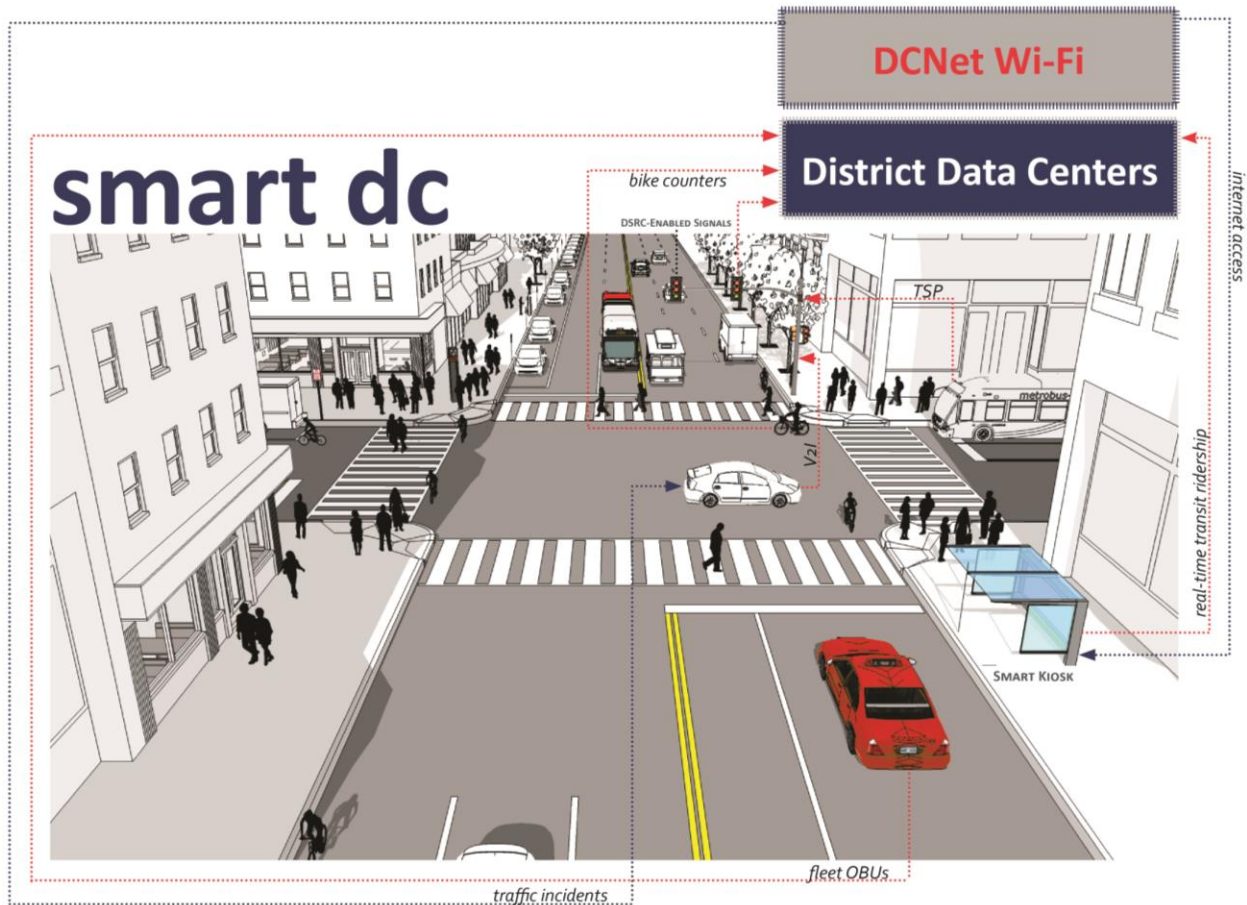 DCNet Wi-Fi
District Data Centers
smart dc
bike counters
DSRC-Enabled Signals
internet access
TSP
metrobus
V2I
real-time transit ridership
Smart Kiosk
fleet OBUs
traffic incidents